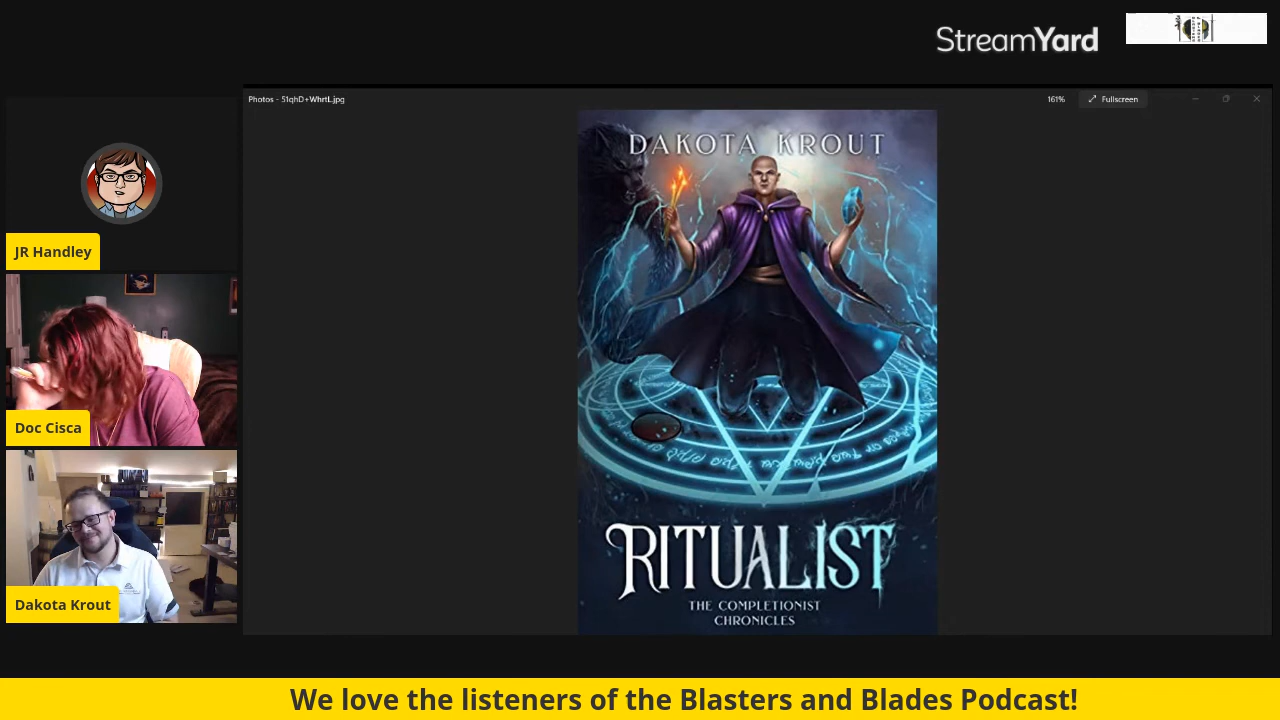 StreamYard
Photos - 51qhD+WhrtL.jpg
161%
Fullscreen
JR Handley
Doc Cisca
Dakota Krout
DAKOTA KROUT
RITUALIST
THE COMPLETIONIST
CHRONICLES
We love the listeners of the Blasters and Blades Podcast!